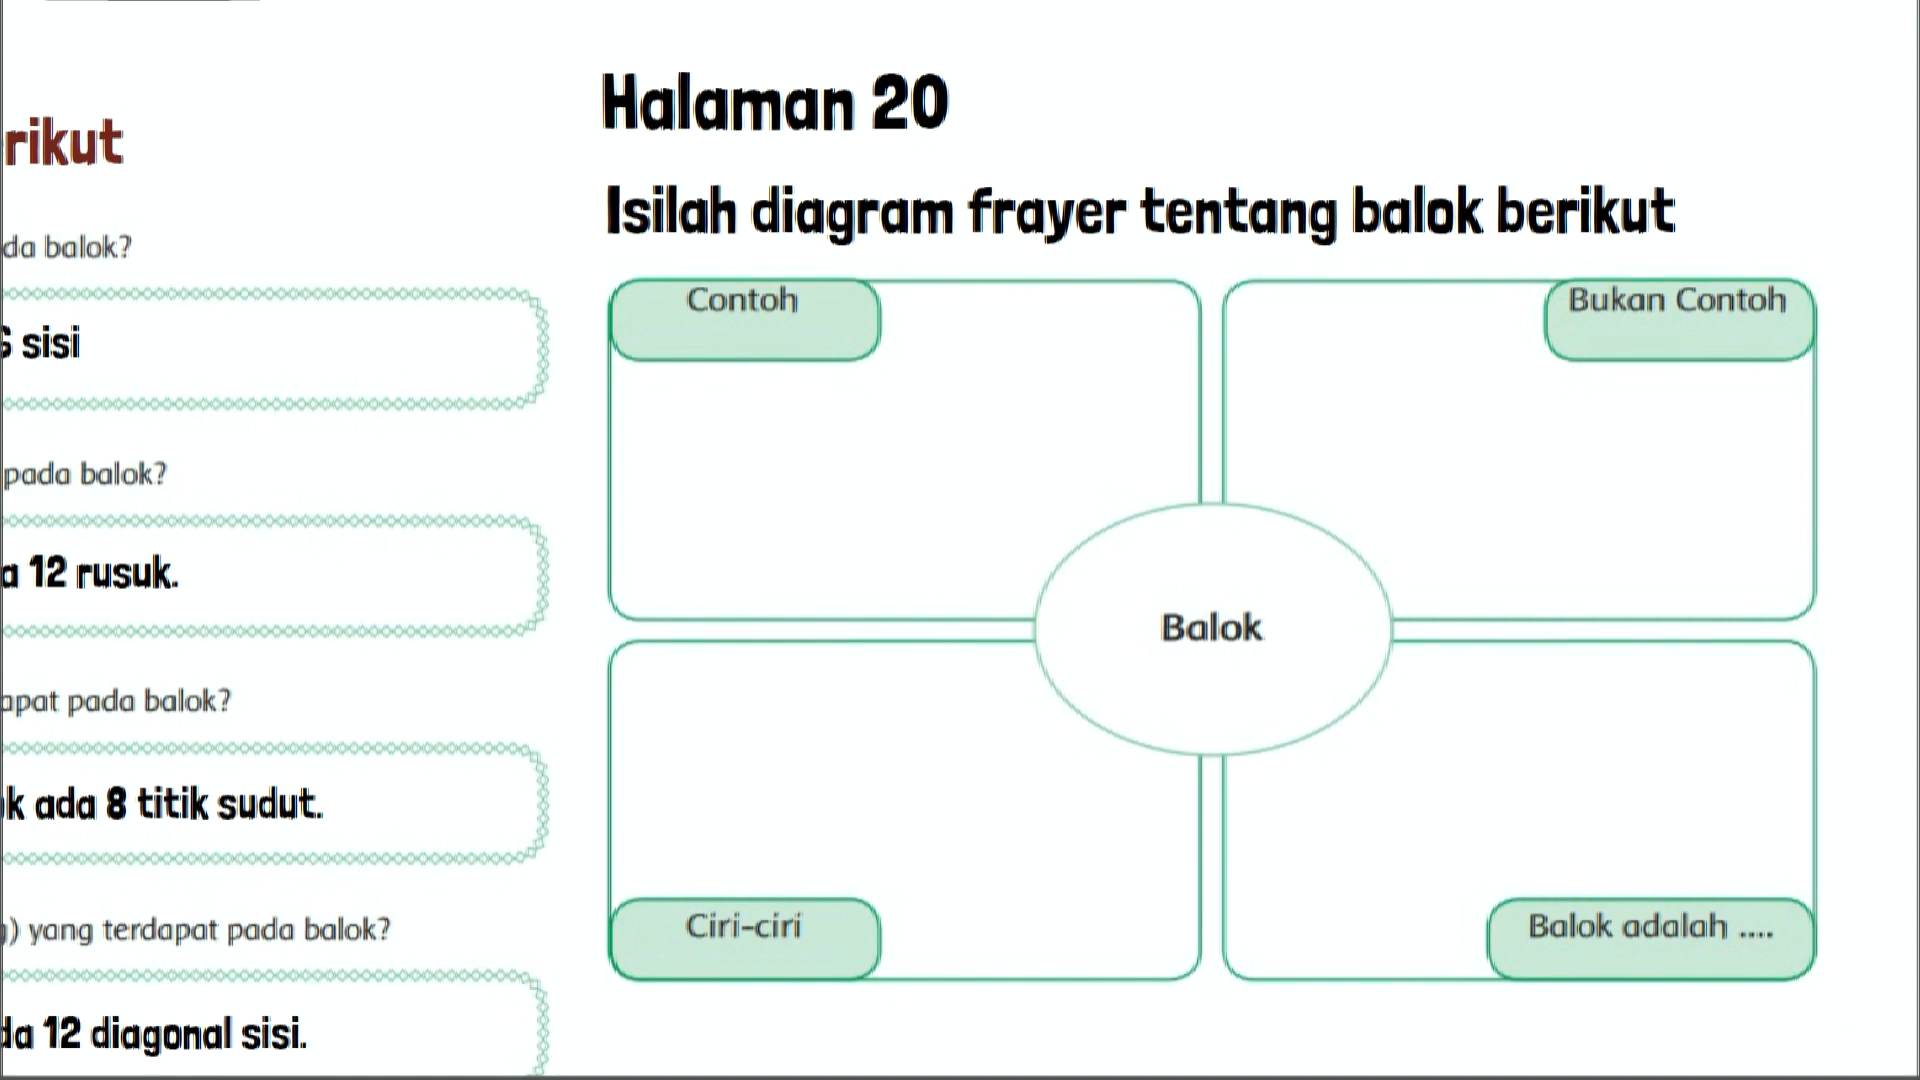 rikut
da balok?
6 sisi
pada balok?
a 12 rusuk.
apat pada balok?
k ada 8 titik sudut.
) yang terdapat pada balok?
da 12 diagonal sisi.
Halaman 20
Isilah diagram frayer tentang balok berikut
Contoh
Bukan Contoh
Balok
Ciri-ciri
Balok adalah ....